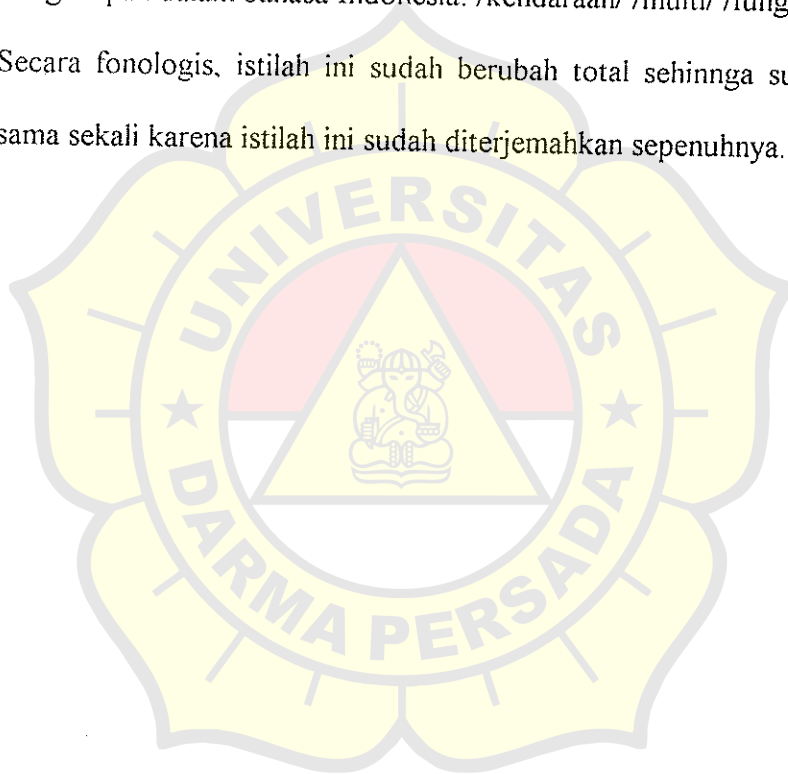 bahasa Indonesia: /kendaraan/ /multi/
Secara fonologis, istilah ini sudah berubah total sehinnga su
sama sekali karena istilah ini sudah diterjemahkan sepenuhnya.
UNIVERSITAS
DARMA PERSADA